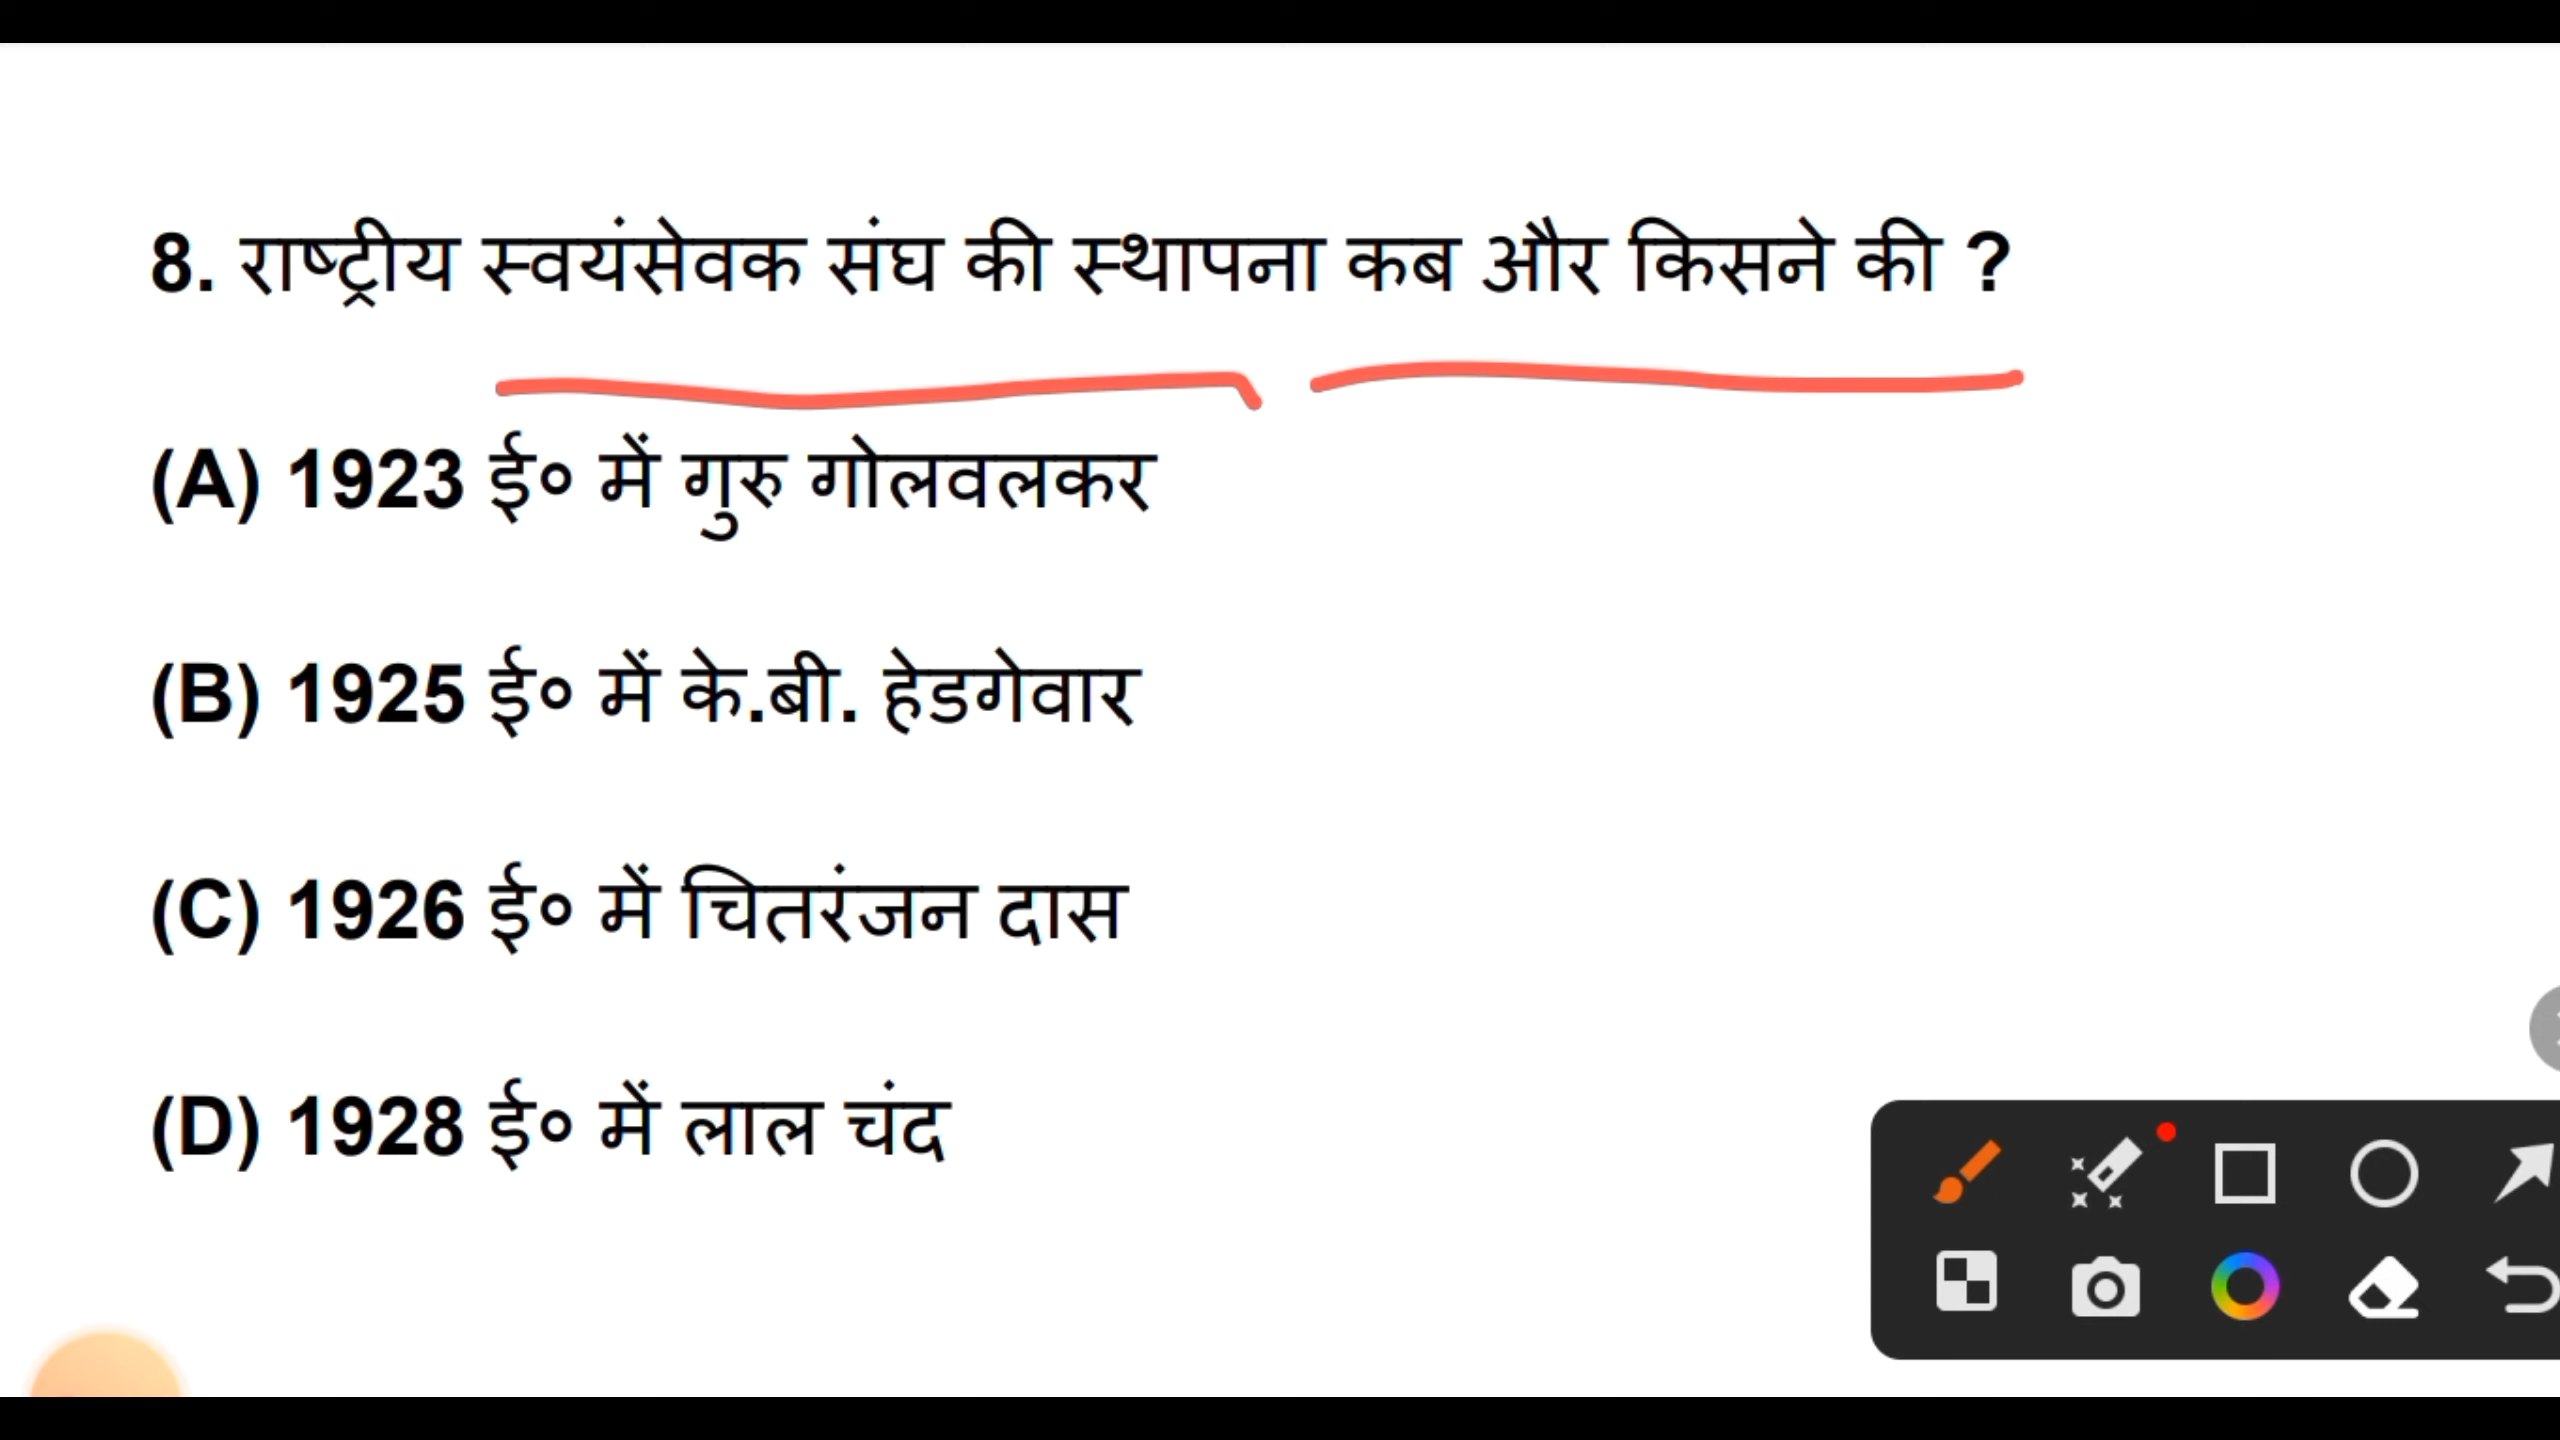 8. राष्ट्रीय स्वयंसेवक संघ की स्थापना कब और किसने की ?
(A) 1923 ई० में गुरु गोलवलकर
(B) 1925 ई० में के.बी. हेडगेवार
(C) 1926 ई० में चितरंजन दास
(D) 1928 ई० में लाल चंद